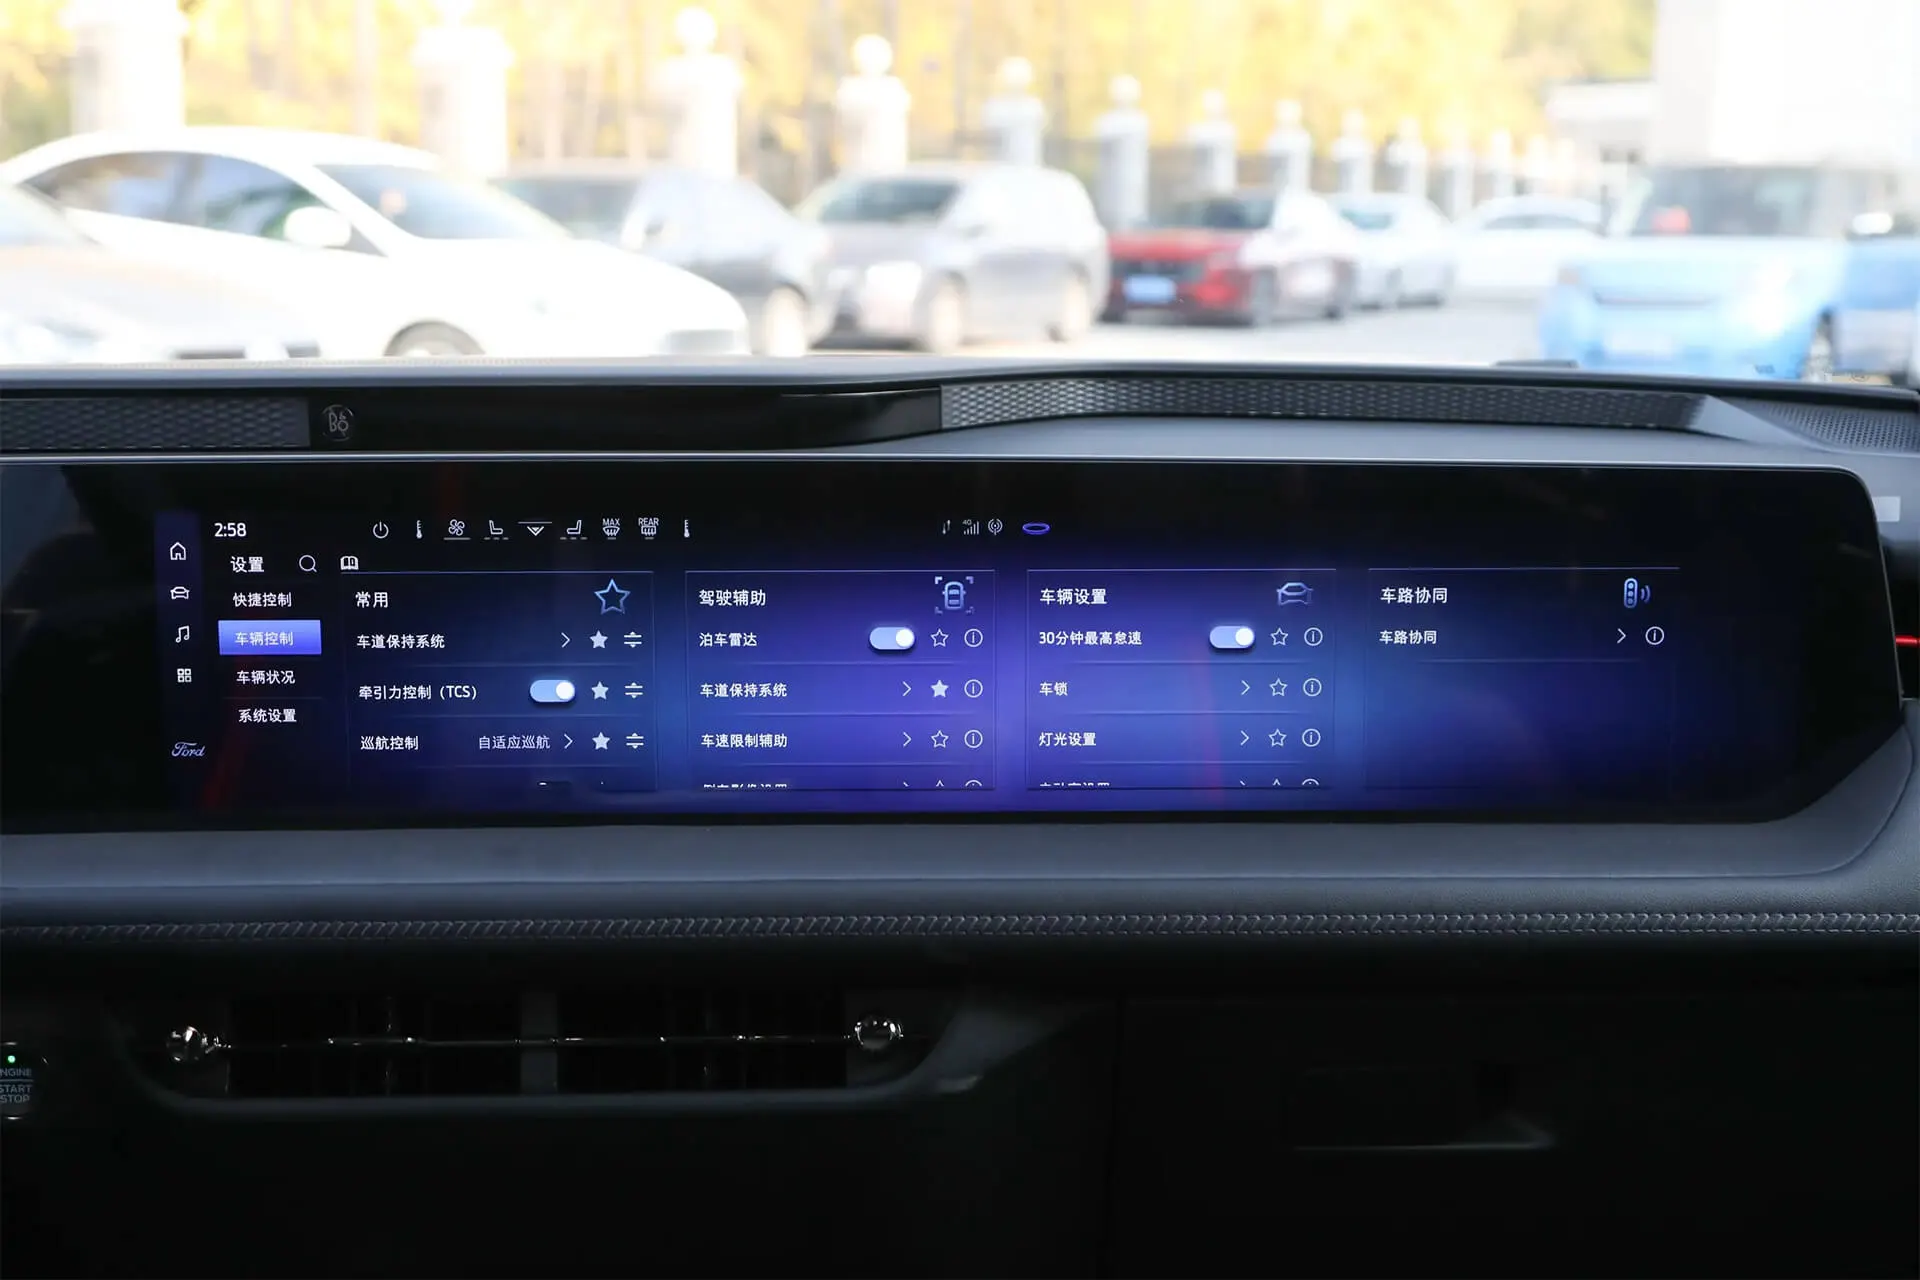 B&O
2:58
MAX
REAR
4G
设置
快捷控制
车辆控制
车辆状况
系统设置
Ford
常用
车道保持系统
牵引力控制（TCS）
巡航控制 自适应巡航
驾驶辅助
泊车雷达
车道保持系统
车速限制辅助
车辆设置
30分钟最高怠速
车锁
灯光设置
车路协同
车路协同
ENGINE
START
STOP